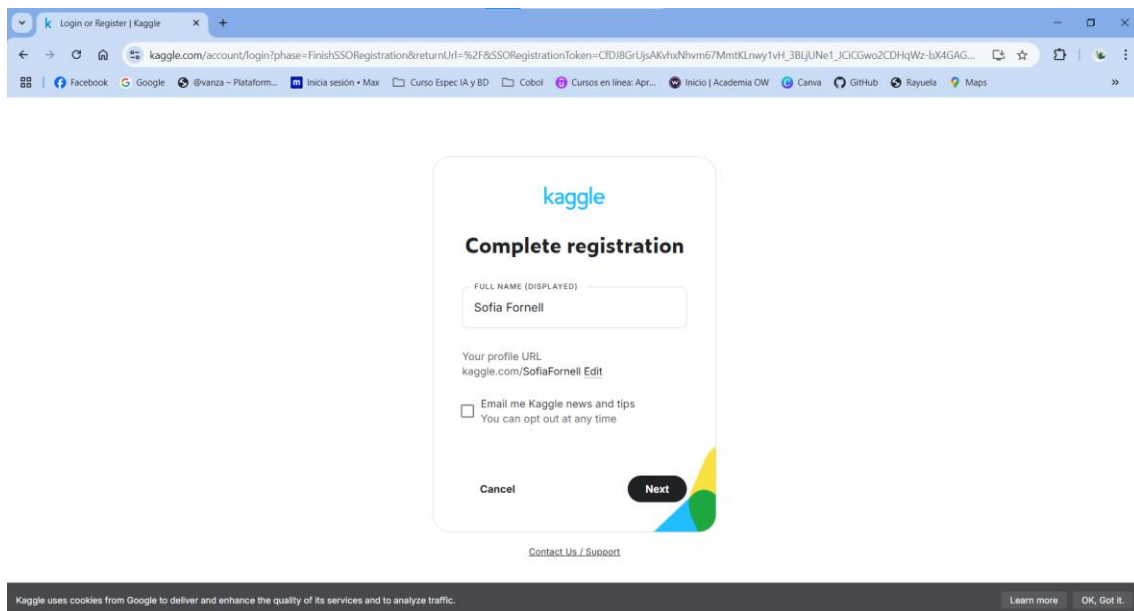 Login or Register | Kaggle
kaggle.com/account/login?phase=FinishSSORegistration&returnUrl=%2F&SSORegistrationToken=CfDJ8GrUjsAKvhxNhvm67MmtKLnwy1vH_3BLjUNe1_JCiCGwo2CDHqWz-bX4GAG...
Facebook Google @vanza – Plataform... Inicia sesión • Max Curso Espec IA y BD Cobol Cursos en línea: Apr... Inicio | Academia OW Canva GitHub Rayuela Maps »
kaggle
Complete registration
FULL NAME (DISPLAYED)
Sofia Fornell
Your profile URL
kaggle.com/SofiaFornell Edit
Email me Kaggle news and tips
You can opt out at any time
Cancel Next
Contact Us / Support
Kaggle uses cookies from Google to deliver and enhance the quality of its services and to analyze traffic. Learn more OK, Got it.